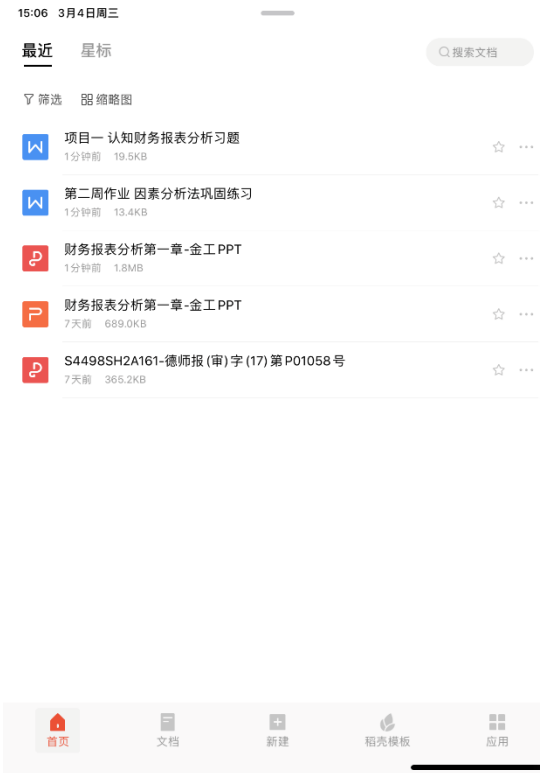 15:06 3月4日周三
最近 星标 搜索文档
筛选 缩略图
项目一 认知财务报表分析习题
1分钟前 19.5KB
第二周作业 因素分析法巩固练习
1分钟前 13.4KB
财务报表分析第一章-金工PPT
1分钟前 1.8MB
财务报表分析第一章-金工PPT
7天前 689.0KB
S4498SH2A161-德师报(审)字(17)第P01058号
7天前 365.2KB
首页 文档 新建 稻壳模板 应用